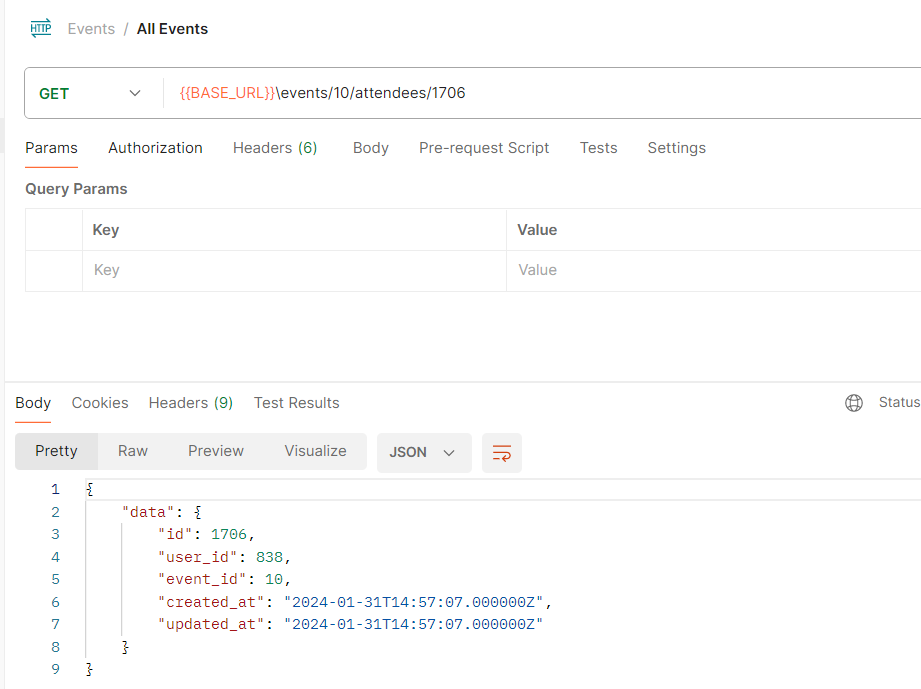 HTTP Events / All Events
GET {{BASE_URL}}\events/10/attendees/1706
Params Authorization Headers (6) Body Pre-request Script Tests Settings
Query Params
Key Value
Key Value
Body Cookies Headers (9) Test Results Status
Pretty Raw Preview Visualize JSON
1 {
2 "data": {
3 "id": 1706,
4 "user_id": 838,
5 "event_id": 10,
6 "created_at": "2024-01-31T14:57:07.000000Z",
7 "updated_at": "2024-01-31T14:57:07.000000Z"
8 }
9 }